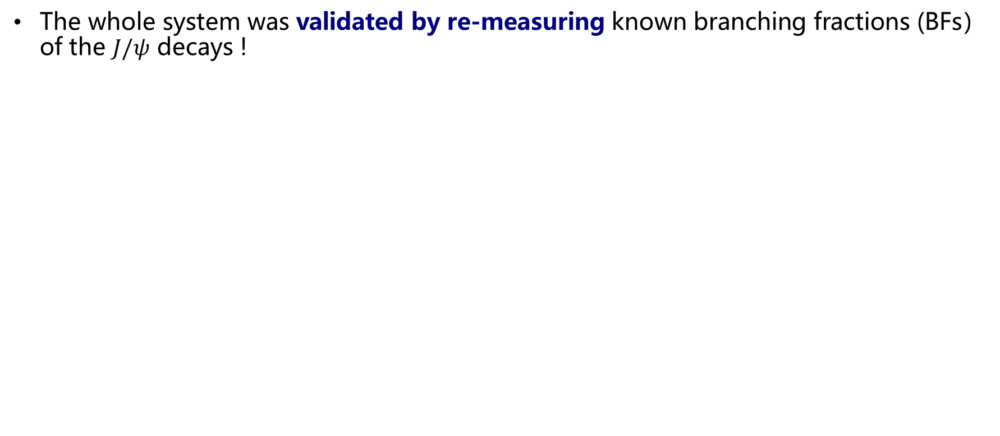 • The whole system was validated by re-measuring known branching fractions (BFs)
of the J/ψ decays !